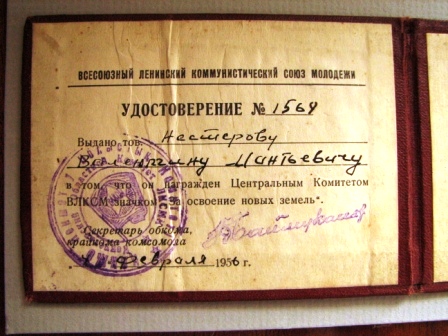 ВСЕСОЮЗНЫЙ ЛЕНИНСКИЙ КОММУНИСТИЧЕСКИЙ СОЮЗ МОЛОДЕЖИ
УДОСТОВЕРЕНИЕ № 1564
Выдано тов. Нестерову
Валентину
в том, что он награжден Центральным Комитетом
ВЛКСМ значком „За освоение новых земель“.
Секретарь обкома,
крайкома комсомола
Февраля 1956 г.